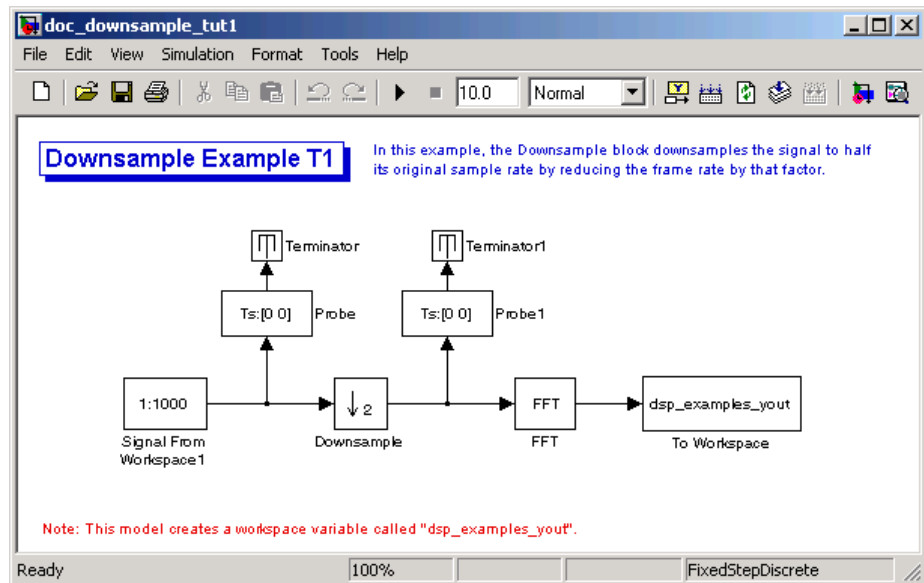 doc_downsample_tut1
File Edit View Simulation Format Tools Help
10.0 Normal
Downsample Example T1
In this example, the Downsample block downsamples the signal to half
its original sample rate by reducing the frame rate by that factor.
Terminator
Terminator1
Ts:[0 0]
Probe
Ts:[0 0]
Probe1
1:1000
2
FFT
dsp_examples_yout
Signal From
Workspace1
Downsample
FFT
To Workspace
Note: This model creates a workspace variable called "dsp_examples_yout".
Ready
100%
FixedStepDiscrete